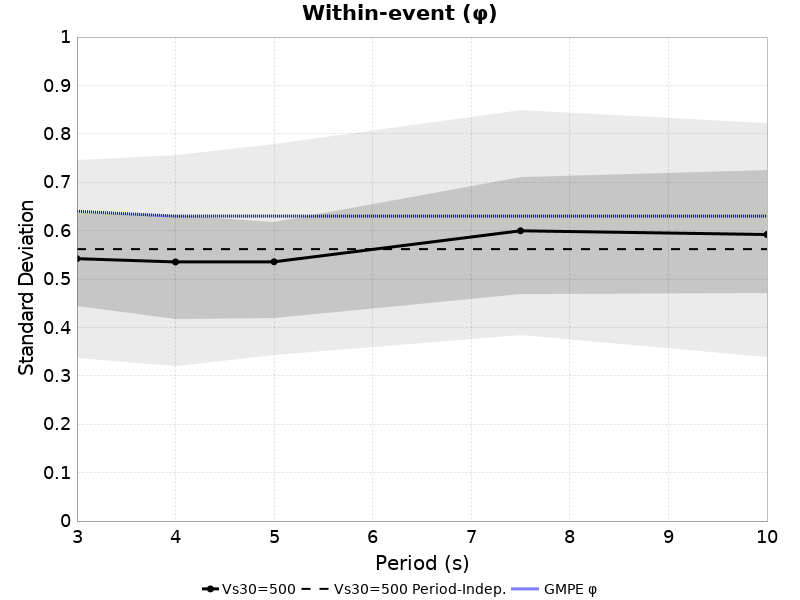 Within-event (φ)
1
0.9
0.8
0.7
0.6
0.5
0.4
0.3
0.2
0.1
0
Standard Deviation
3 4 5 6 7 8 9 10
Period (s)
Vs30=500 Vs30=500 Period-Indep. GMPE φ